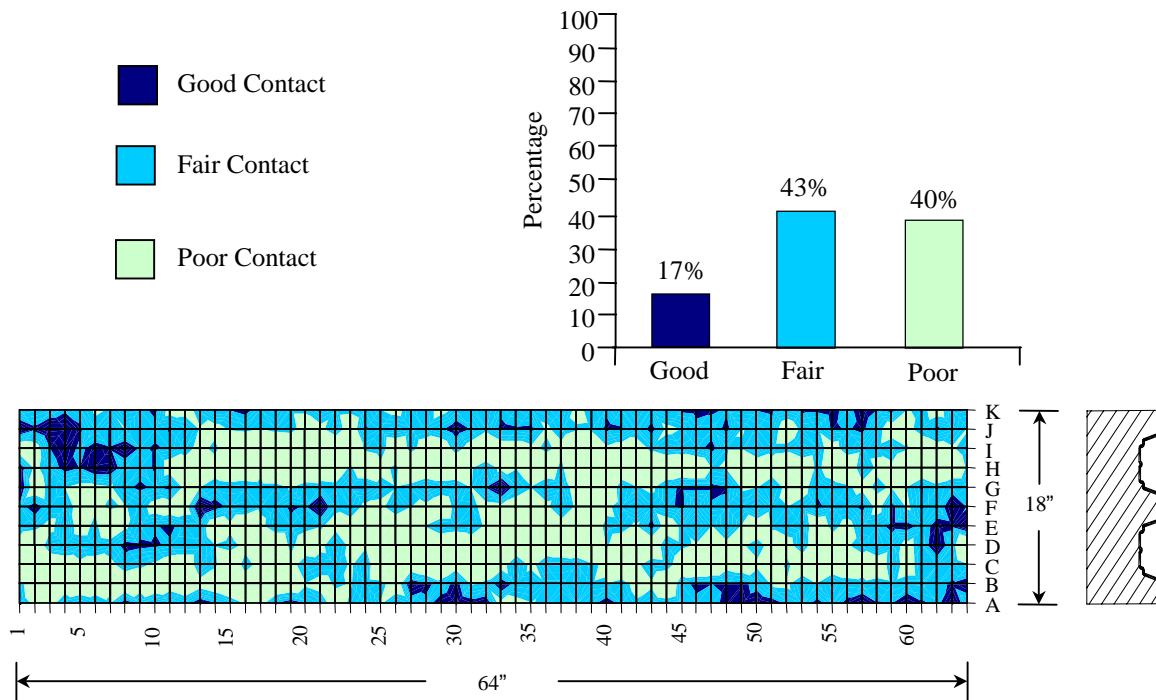 Good Contact
Fair Contact
Poor Contact
Percentage
100
90
80
70
60
50
40
30
20
10
0
17%
43%
40%
Good Fair Poor
K
J
I
H
G
F
E
D
C
B
A
18”
1 5 10 15 20 25 30 35 40 45 50 55 60
64”